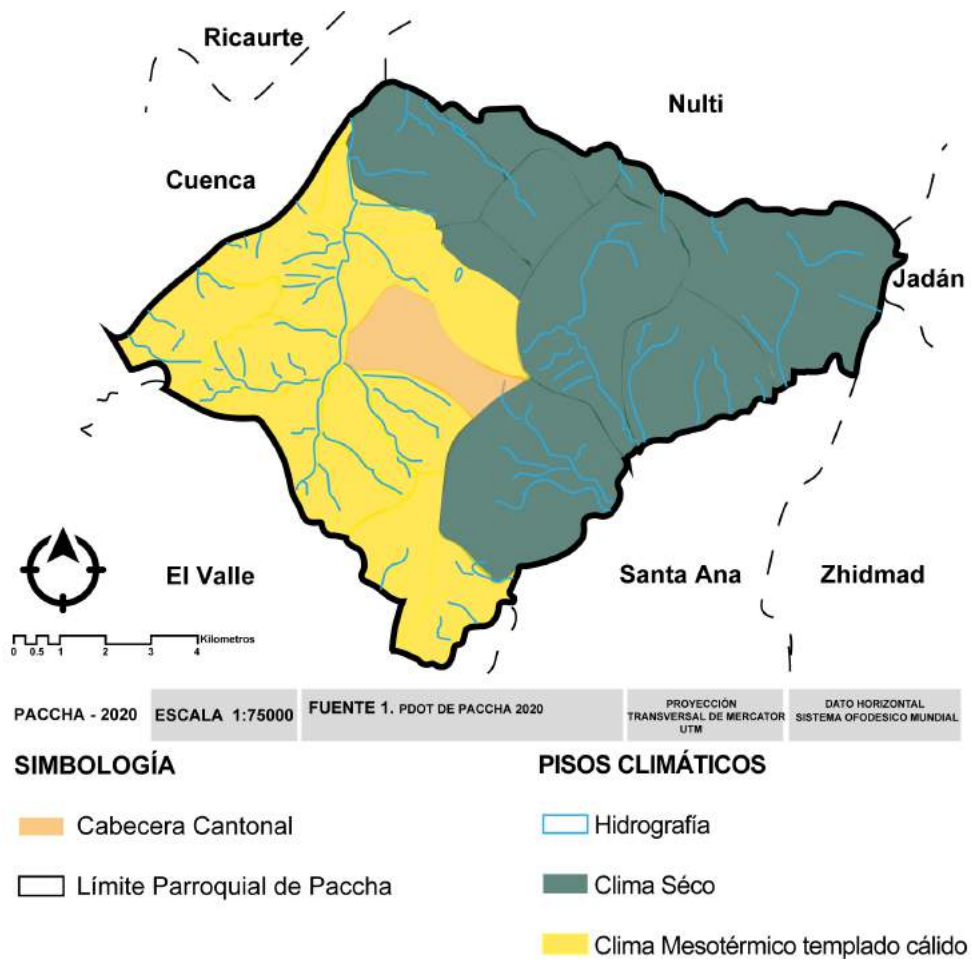 Ricaurte
Nulti
Cuenca
Jadán
El Valle
Santa Ana
Zhidmad
Kilometros
0 0.5 1 2 3 4
PACCHA - 2020
ESCALA 1:75000
FUENTE 1. PDOT DE PACCHA 2020
PROYECCIÓN
TRANSVERSAL DE MERCATOR
UTM
DATO HORIZONTAL
SISTEMA OFODESICO MUNDIAL
SIMBOLOGÍA
Cabecera Cantonal
Límite Parroquial de Paccha
PISOS CLIMÁTICOS
Hidrografía
Clima Séco
Clima Mesotérmico templado cálido